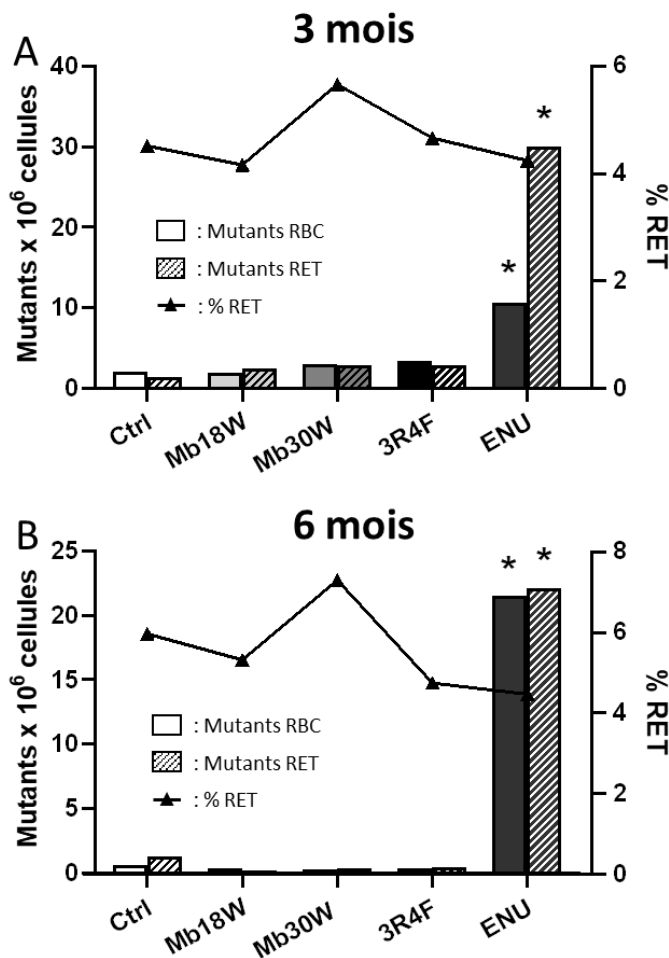 A
3 mois
40
30
20
10
0
Mutants x 10⁶ cellules
6
4
2
0
% RET
: Mutants RBC
: Mutants RET
: % RET
*
*
Ctrl
Mb18W
Mb30W
3R4F
ENU
B
6 mois
25
20
15
10
5
0
Mutants x 10⁶ cellules
8
6
4
2
0
% RET
: Mutants RBC
: Mutants RET
: % RET
* *
Ctrl
Mb18W
Mb30W
3R4F
ENU